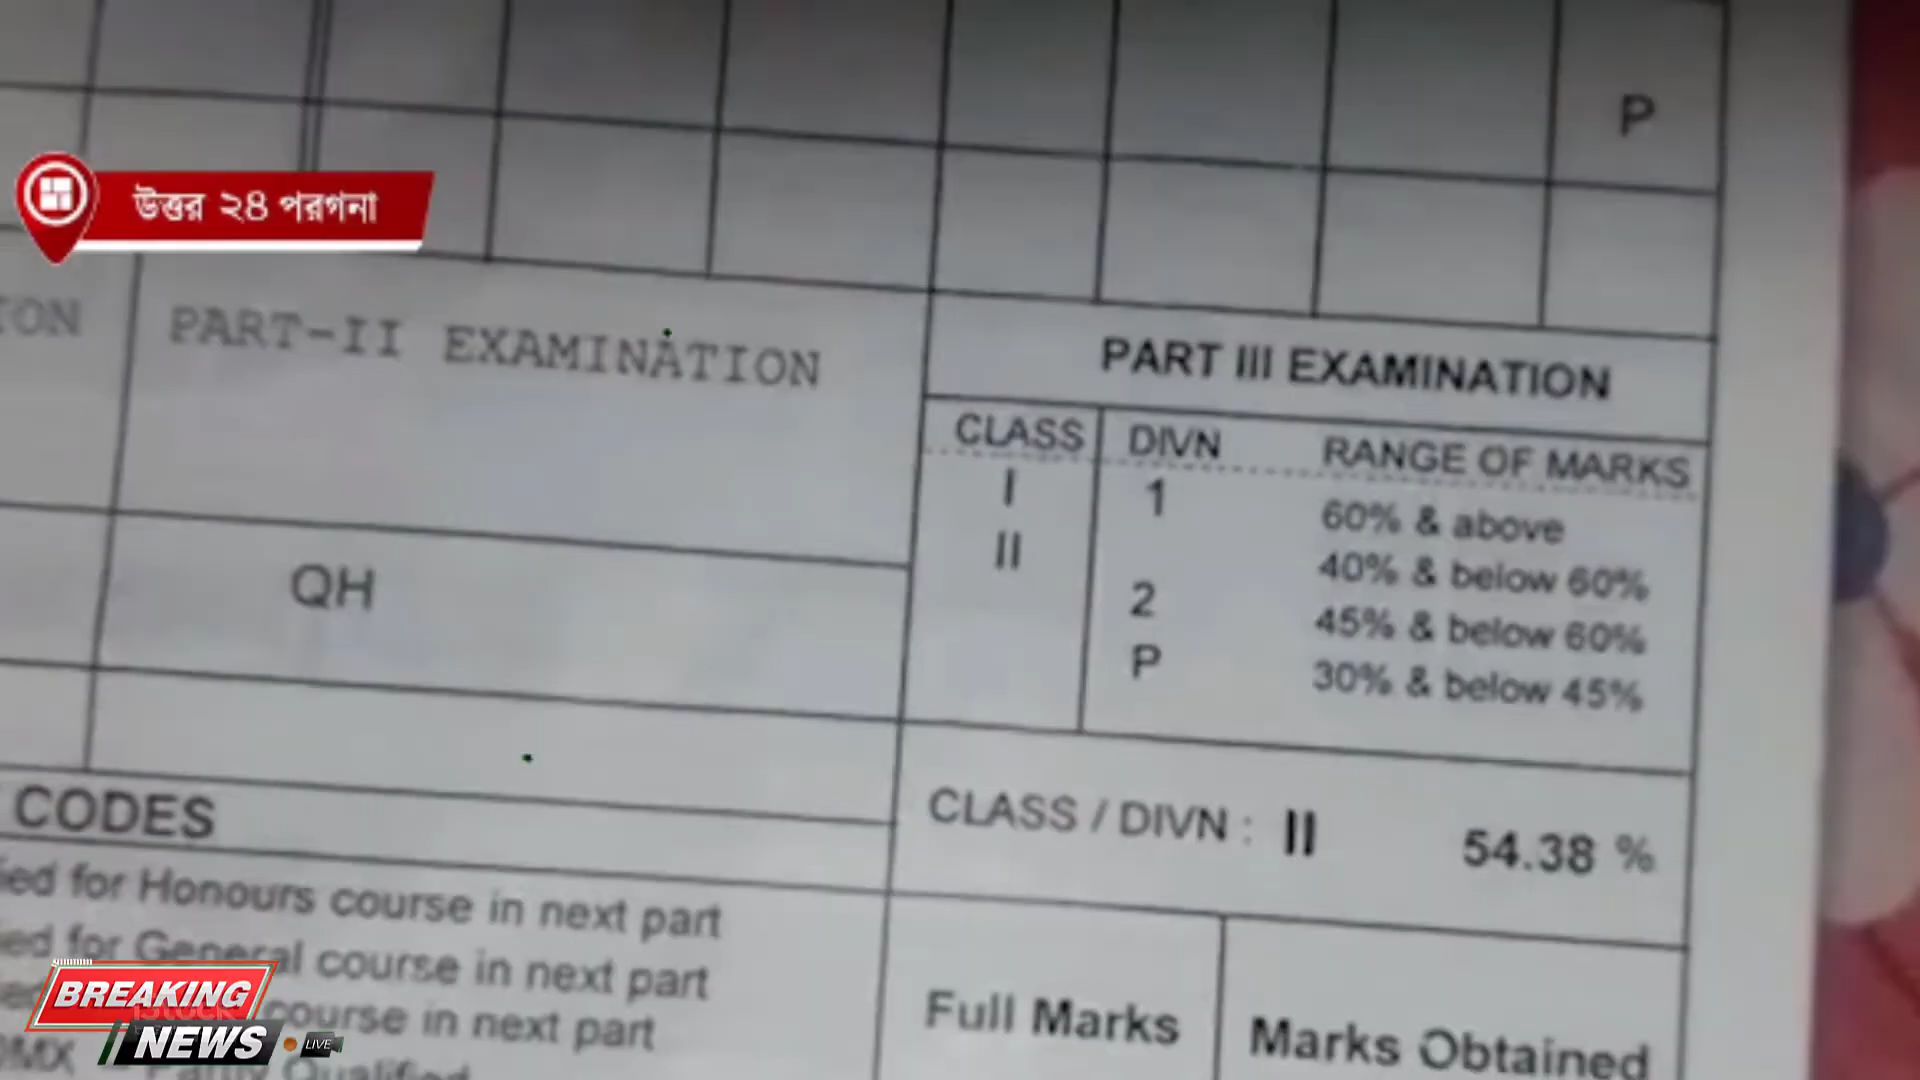 P
উত্তর ২৪ পরগনা
PART-II EXAMINATION
PART III EXAMINATION
CLASS DIVN RANGE OF MARKS
I 1 60% & above
II 40% & below 60%
2 45% & below 60%
P 30% & below 45%
QH
CLASS / DIVN : II 54.38 %
CODES
for Honours course in next part
for General course in next part
course in next part
Full Marks Marks Obtained
BREAKING
NEWS LIVE